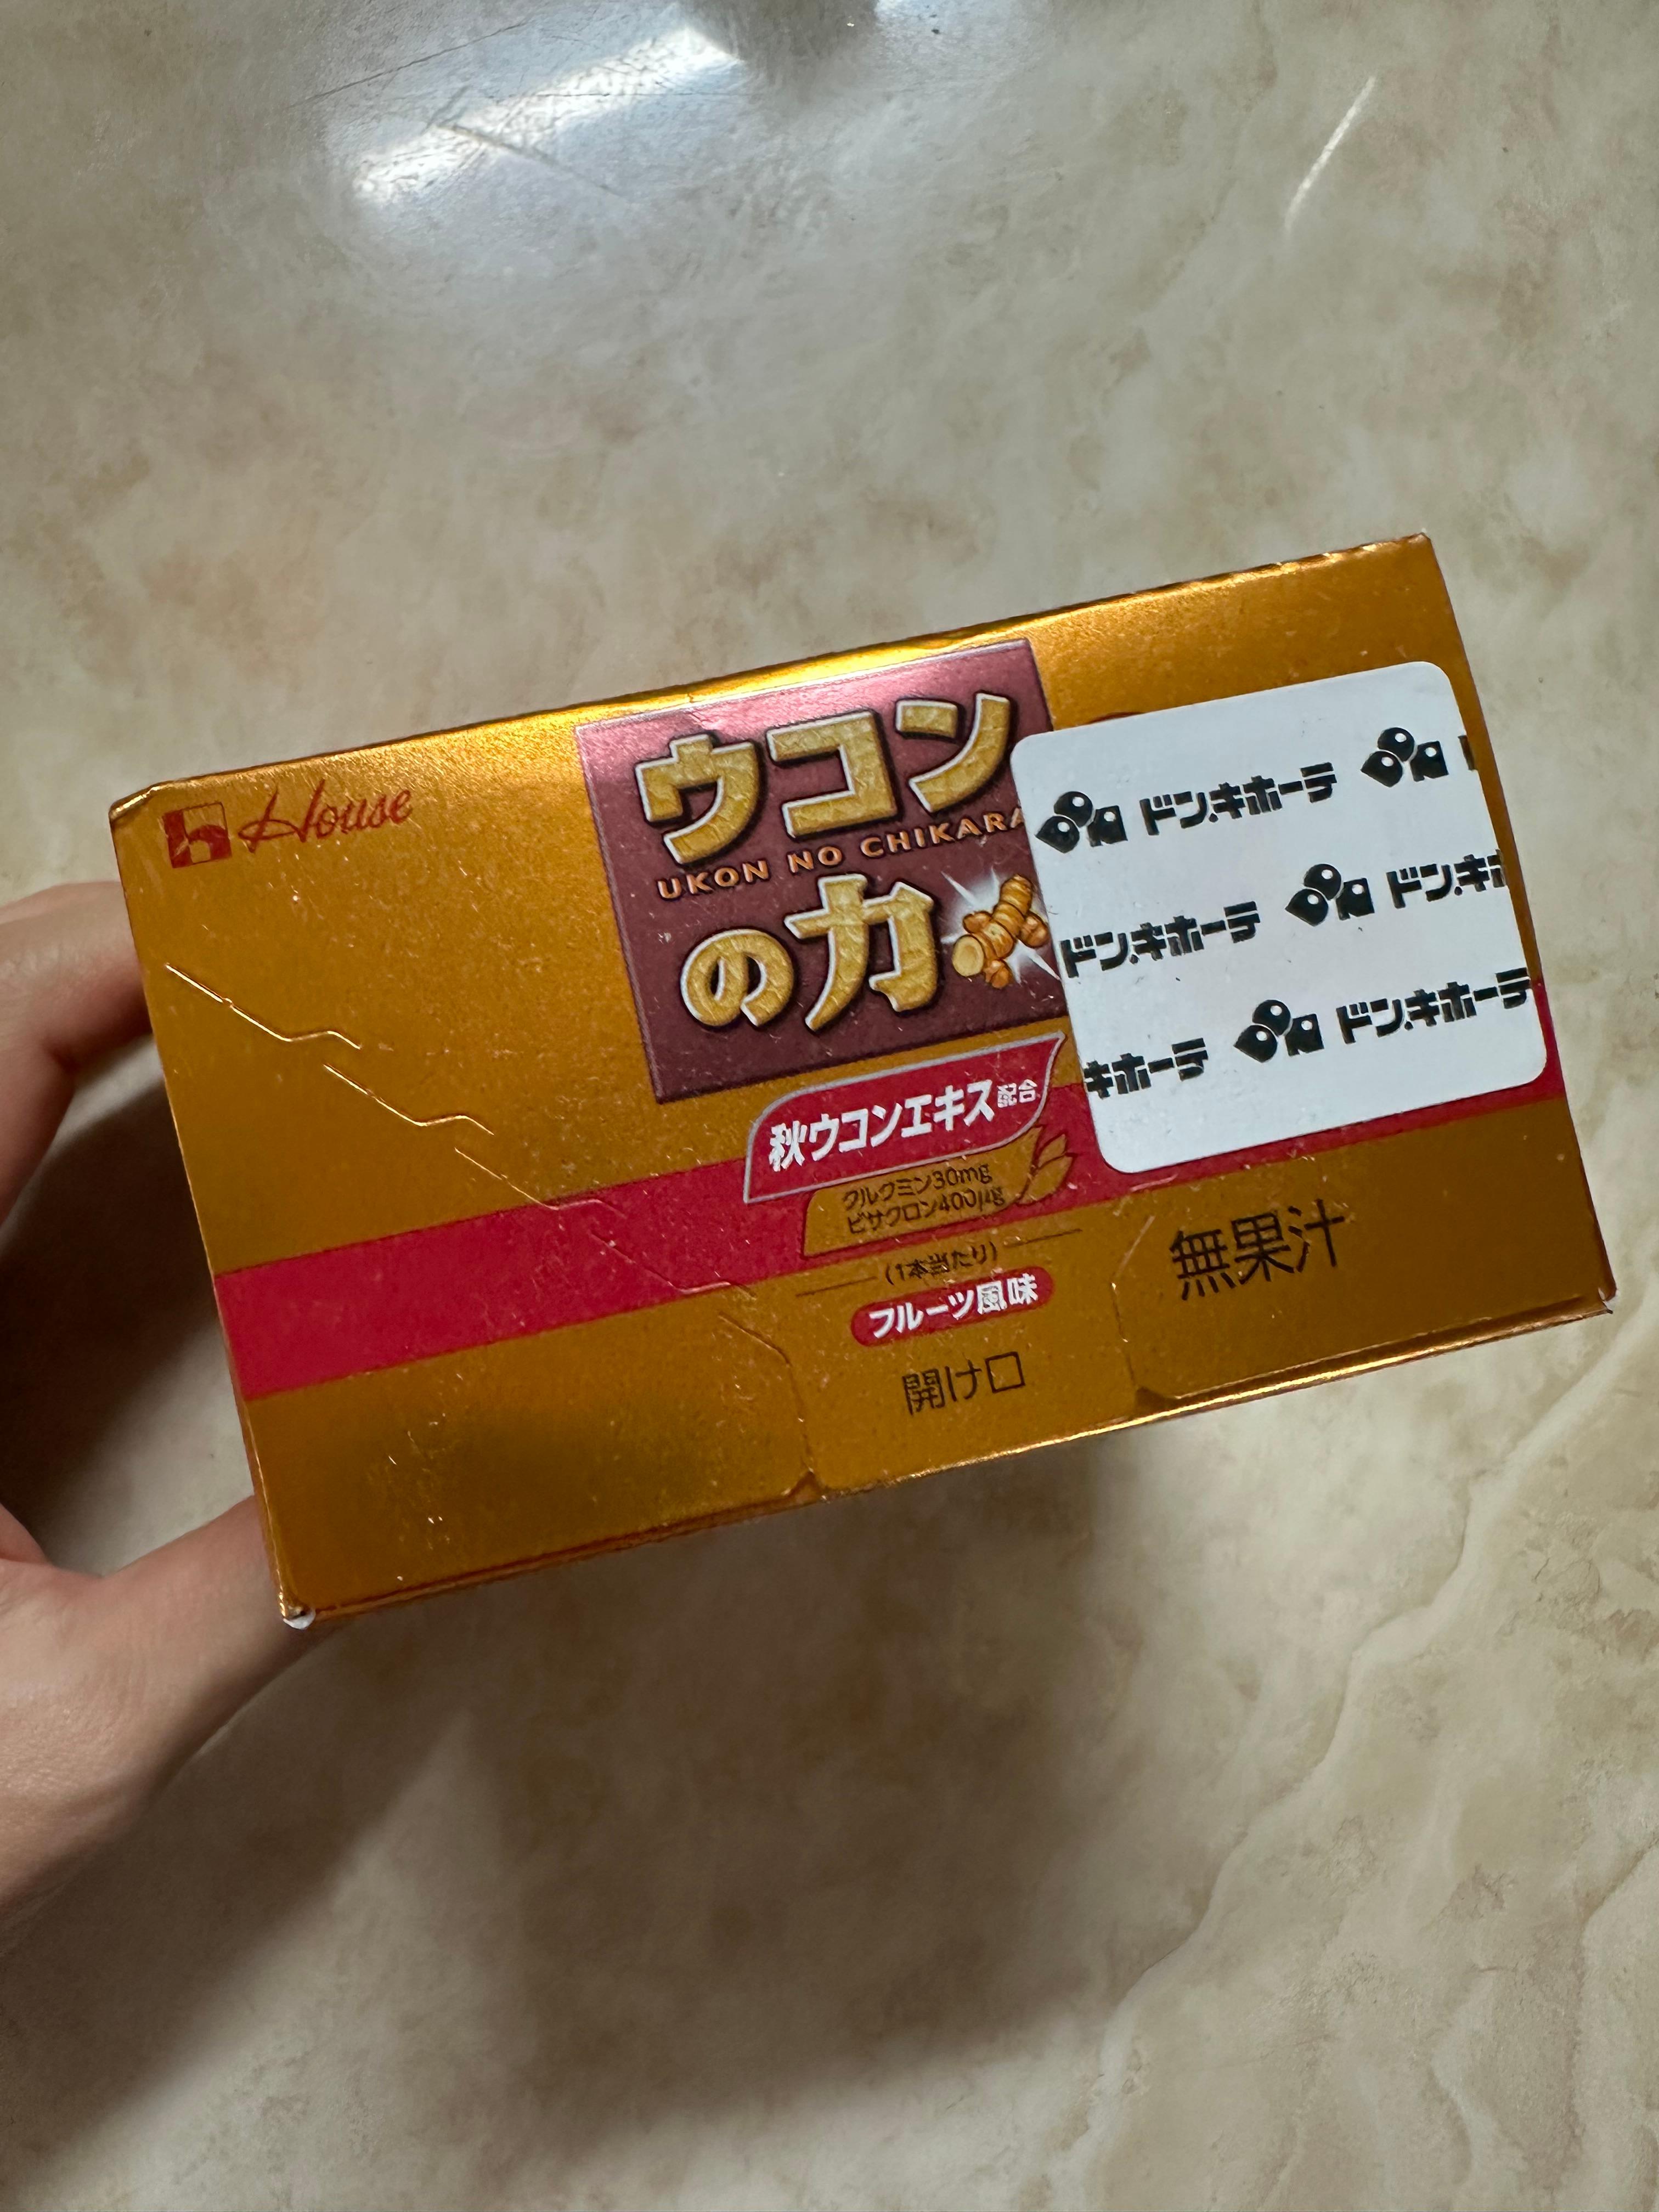 House
ウコン
UKON NO CHIKARA
の力
ドン.キホーテ
ドン.キホーテ
ドン.キ
キホーテ
ドン.キホーテ
秋ウコンエキス配合
クルクミン30mg
ビサクロン400μg
(1本当たり)
フルーツ風味
無果汁
開け口